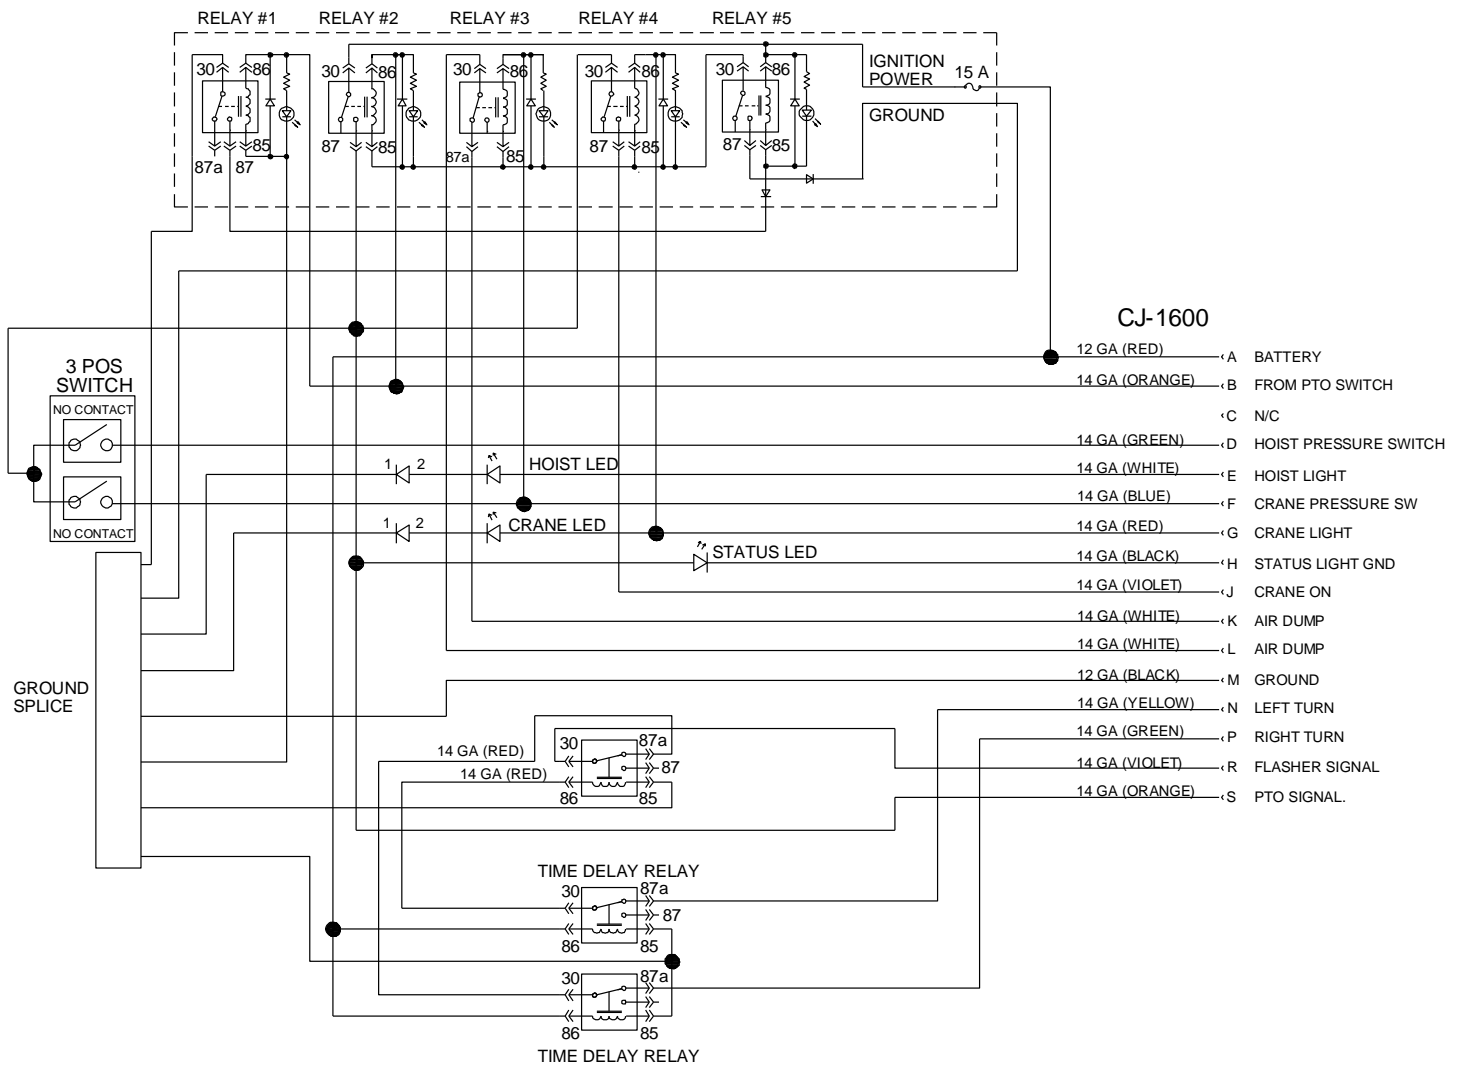 RELAY #1
RELAY #2
RELAY #3
RELAY #4
RELAY #5
30
86
30
86
30
86
30
86
30
86
IGNITION
POWER
15 A
GROUND
87a
87
85
87
85
87a
85
87
85
87
85
CJ-1600
3 POS
SWITCH
NO CONTACT
NO CONTACT
12 GA (RED)
A
BATTERY
14 GA (ORANGE)
B
FROM PTO SWITCH
C
N/C
14 GA (GREEN)
D
HOIST PRESSURE SWITCH
1
2
HOIST LED
14 GA (WHITE)
E
HOIST LIGHT
14 GA (BLUE)
F
CRANE PRESSURE SW
1
2
CRANE LED
14 GA (RED)
G
CRANE LIGHT
STATUS LED
14 GA (BLACK)
H
STATUS LIGHT GND
14 GA (VIOLET)
J
CRANE ON
14 GA (WHITE)
K
AIR DUMP
14 GA (WHITE)
L
AIR DUMP
12 GA (BLACK)
M
GROUND
14 GA (YELLOW)
N
LEFT TURN
14 GA (GREEN)
P
RIGHT TURN
14 GA (VIOLET)
R
FLASHER SIGNAL
14 GA (ORANGE)
S
PTO SIGNAL.
GROUND
SPLICE
14 GA (RED)
14 GA (RED)
30
87a
87
86
85
TIME DELAY RELAY
30
87a
87
86
85
30
87a
86
85
TIME DELAY RELAY